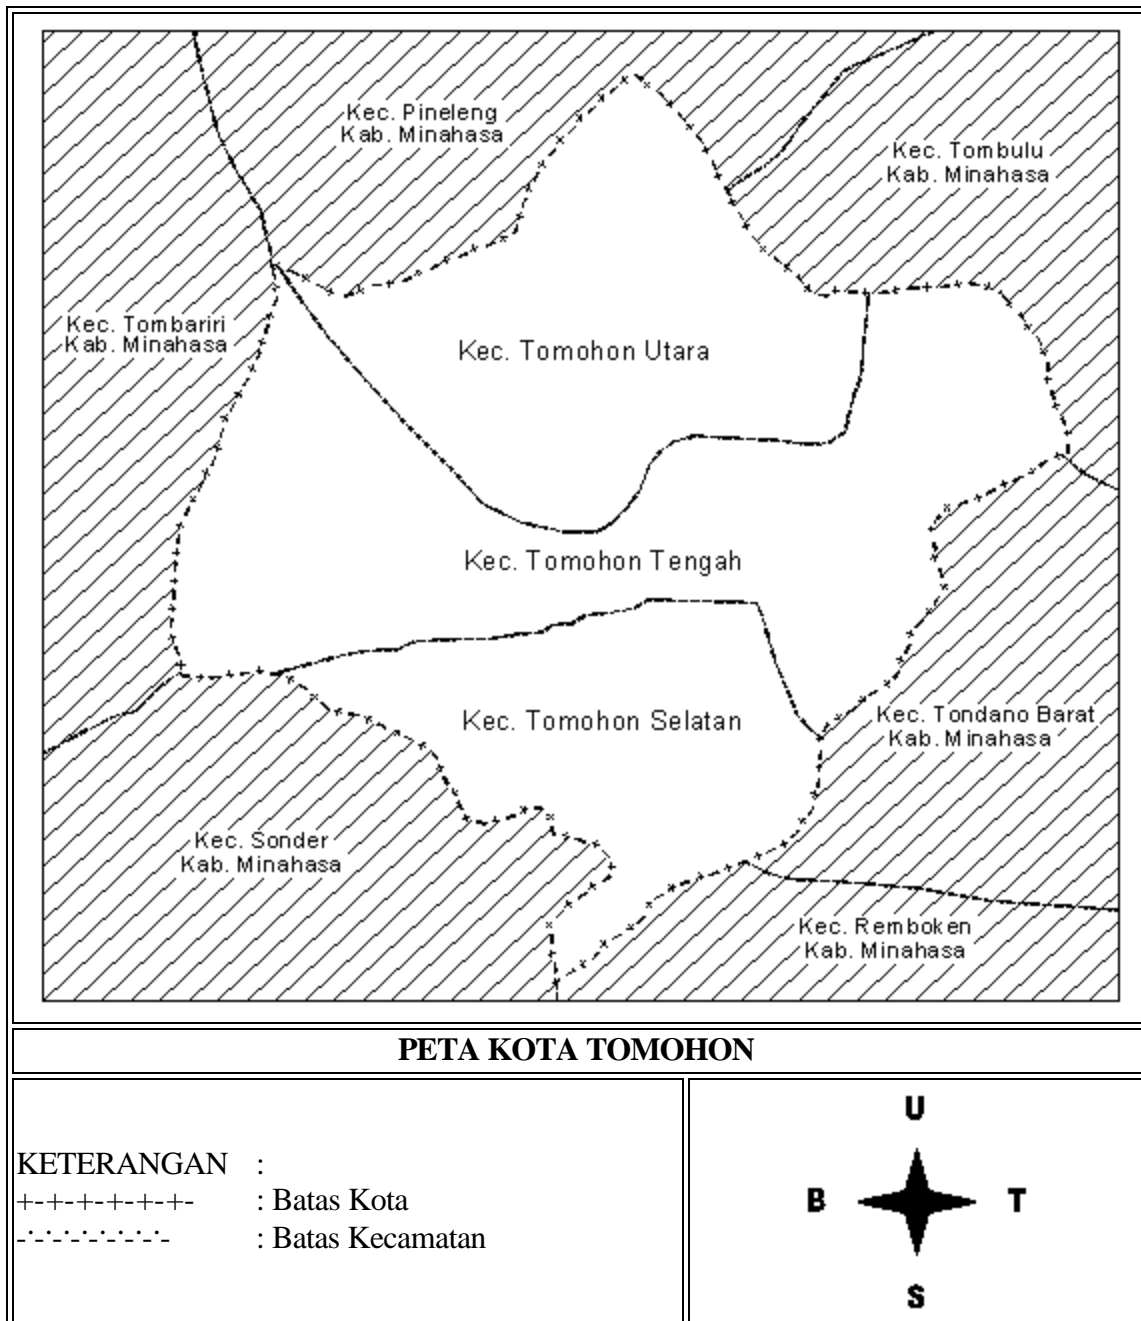 Kec. Pineleng
Kab. Minahasa
Kec. Tombulu
Kab. Minahasa
Kec. Tombariri
Kab. Minahasa
Kec. Tomohon Utara
Kec. Tomohon Tengah
Kec. Tomohon Selatan
Kec. Tondano Barat
Kab. Minahasa
Kec. Sonder
Kab. Minahasa
Kec. Remboken
Kab. Minahasa
PETA KOTA TOMOHON
KETERANGAN :
+-+-+-+-+-+- : Batas Kota
-·-·-·-·-·-·-·-·- : Batas Kecamatan
U
B T
S